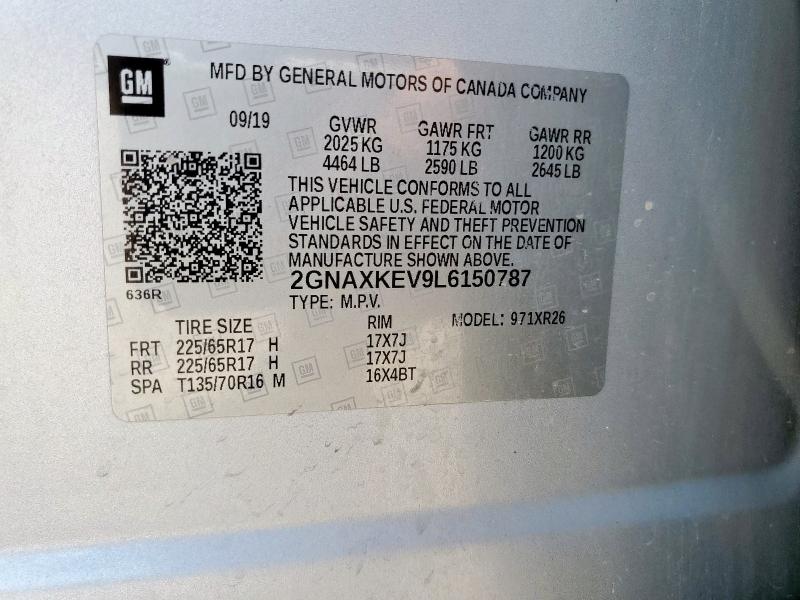 GM
MFD BY GENERAL MOTORS OF CANADA COMPANY
09/19
GVWR GAWR FRT GAWR RR
2025 KG 1175 KG 1200 KG
4464 LB 2590 LB 2645 LB
THIS VEHICLE CONFORMS TO ALL
APPLICABLE U.S. FEDERAL MOTOR
VEHICLE SAFETY AND THEFT PREVENTION
STANDARDS IN EFFECT ON THE DATE OF
MANUFACTURE SHOWN ABOVE.
2GNAXKEV9L6150787
636R
TYPE: M.P.V.
TIRE SIZE RIM MODEL: 971XR26
FRT 225/65R17 H 17X7J
RR 225/65R17 H 17X7J
SPA T135/70R16 M 16X4BT